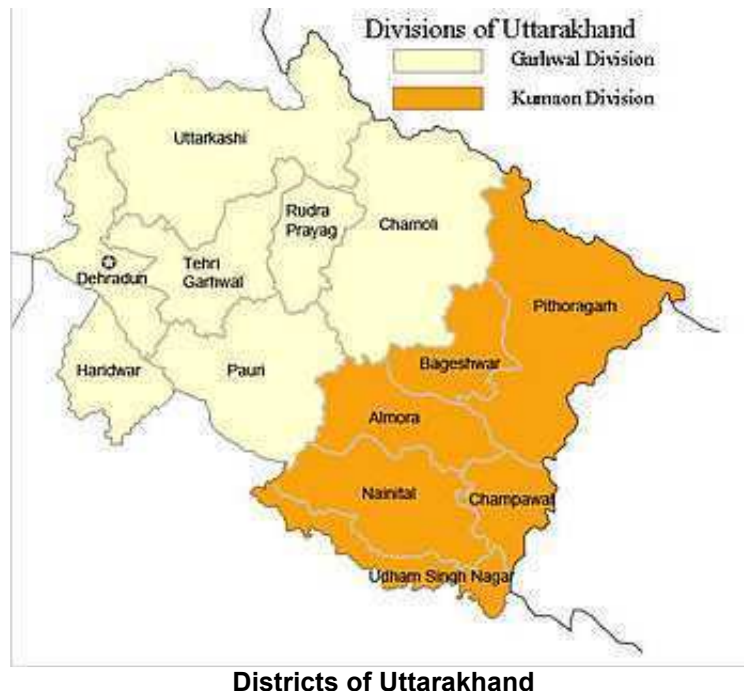 Divisions of Uttarakhand
Garhwal Division
Kumaon Division
Uttarkashi
Rudra
Prayag
Chamoli
Dehradun
Tehri
Garhwal
Pithoragarh
Haridwar
Pauri
Bageshwar
Almora
Nainital
Champawat
Udham Singh Nagar
Districts of Uttarakhand